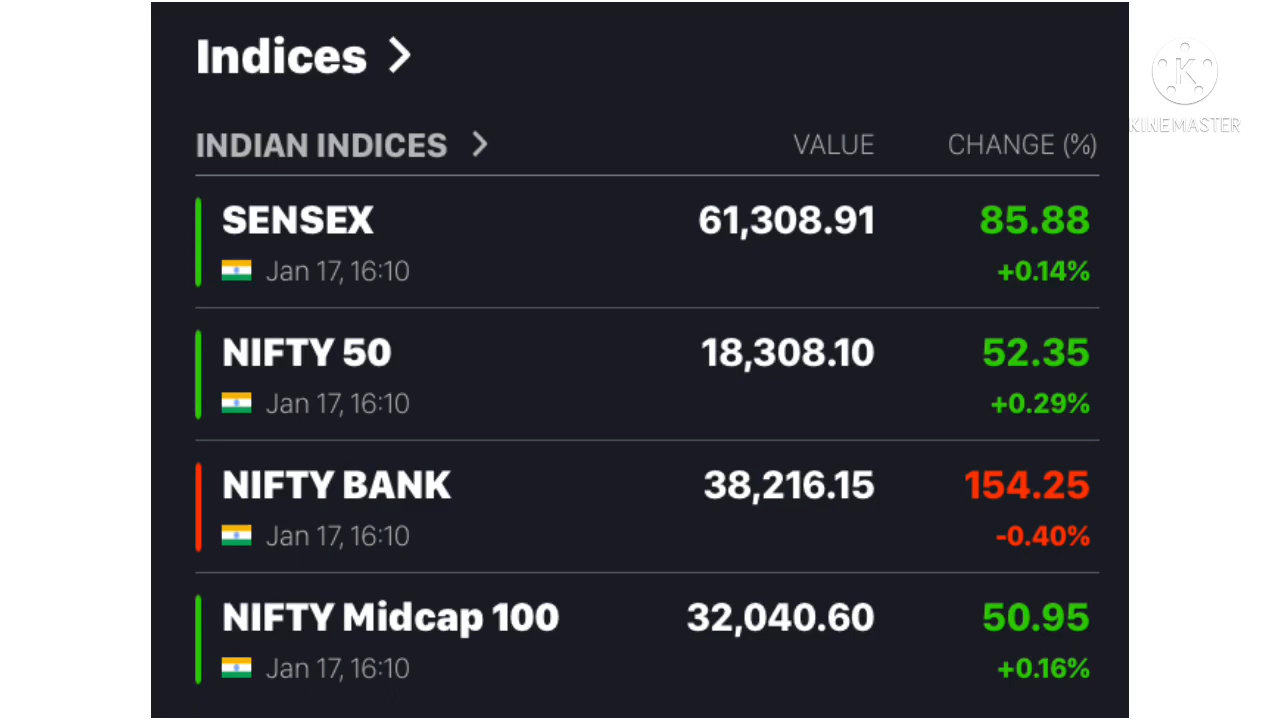 Indices >
INDIAN INDICES > VALUE CHANGE (%)
SENSEX 61,308.91 85.88
Jan 17, 16:10 +0.14%
NIFTY 50 18,308.10 52.35
Jan 17, 16:10 +0.29%
NIFTY BANK 38,216.15 154.25
Jan 17, 16:10 -0.40%
NIFTY Midcap 100 32,040.60 50.95
Jan 17, 16:10 +0.16%
K
KINEMASTER